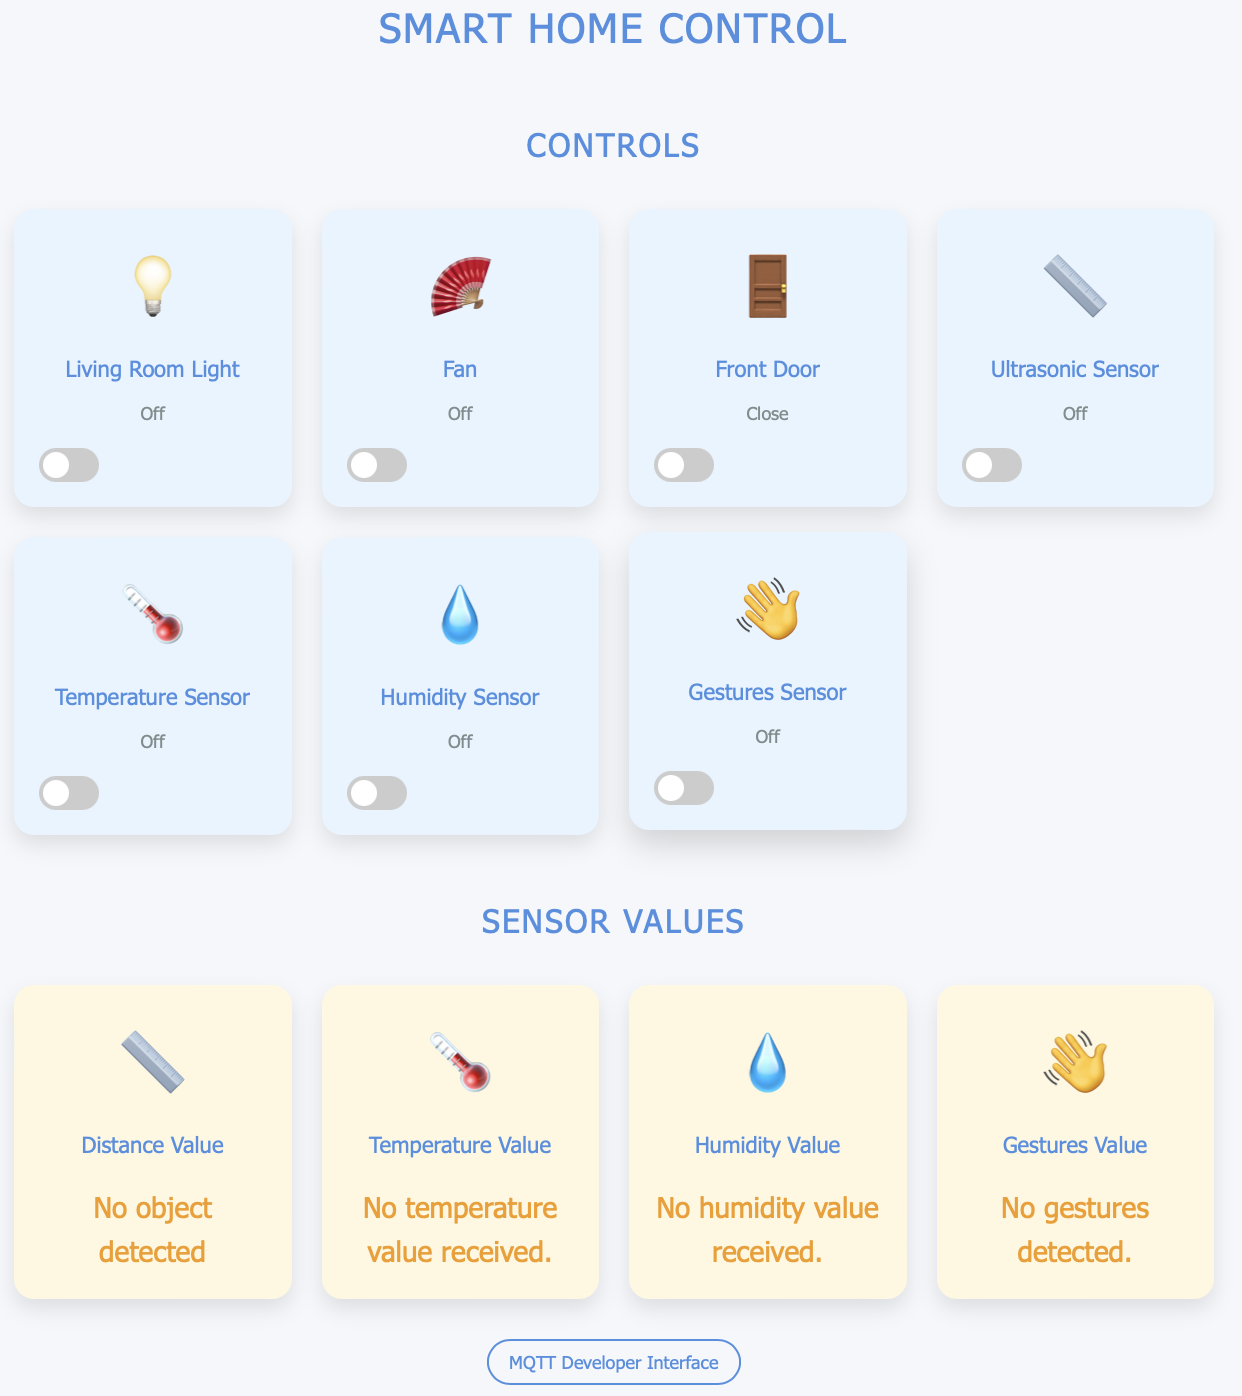 SMART HOME CONTROL
CONTROLS
Living Room Light
Off
Fan
Off
Front Door
Close
Ultrasonic Sensor
Off
Temperature Sensor
Off
Humidity Sensor
Off
Gestures Sensor
Off
SENSOR VALUES
Distance Value
No object
detected
Temperature Value
No temperature
value received.
Humidity Value
No humidity value
received.
Gestures Value
No gestures
detected.
MQTT Developer Interface